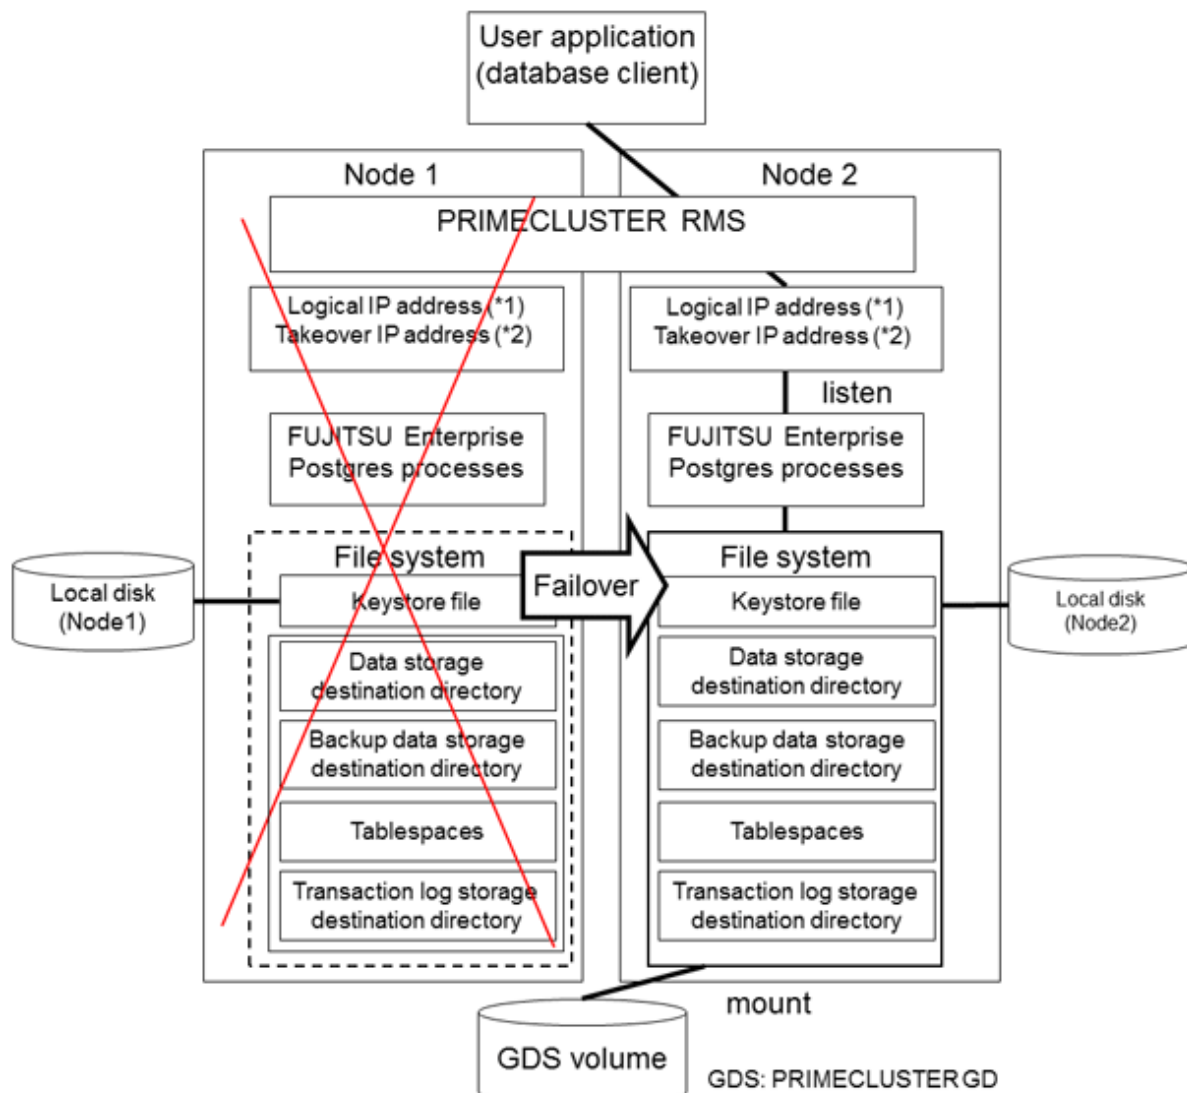 User application
(database client)
Node 1
Node 2
PRIMECLUSTER RMS
Logical IP address (*1)
Takeover IP address (*2)
Logical IP address (*1)
Takeover IP address (*2)
listen
FUJITSU Enterprise
Postgres processes
FUJITSU Enterprise
Postgres processes
File system
Failover
File system
Local disk
(Node1)
Keystore file
Keystore file
Local disk
(Node2)
Data storage
destination directory
Data storage
destination directory
Backup data storage
destination directory
Backup data storage
destination directory
Tablespaces
Tablespaces
Transaction log storage
destination directory
Transaction log storage
destination directory
mount
GDS volume
GDS: PRIMECLUSTER GD